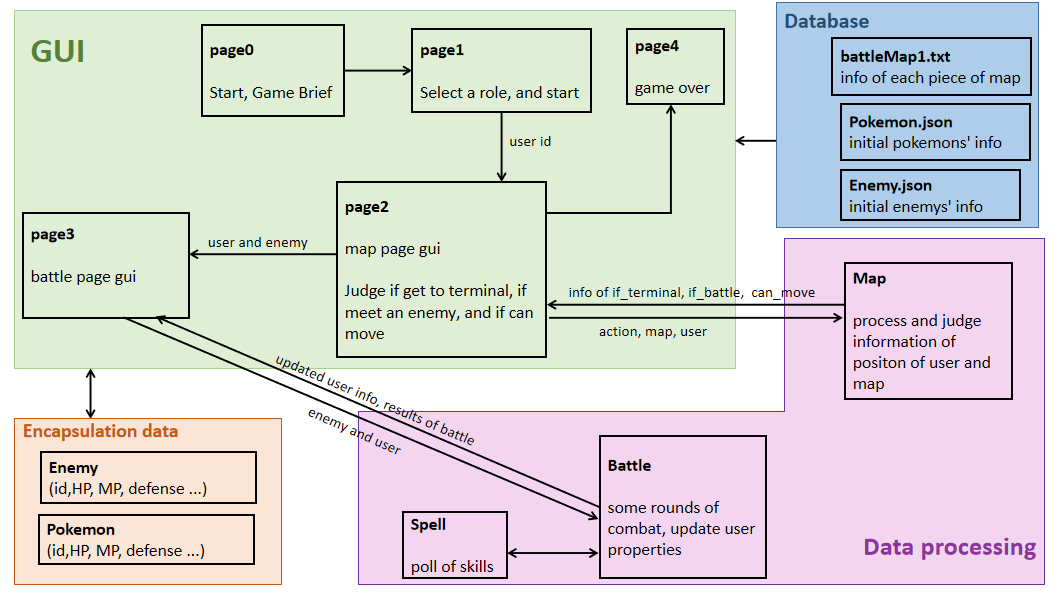 GUI
page0
Start, Game Brief
page1
Select a role, and start
page4
game over
user id
page2
map page gui
Judge if get to terminal, if
meet an enemy, and if can
move
user and enemy
page3
battle page gui
Database
battleMap1.txt
info of each piece of map
Pokemon.json
initial pokemons' info
Enemy.json
initial enemys' info
info of if_terminal, if_battle, can_move
action, map, user
Map
process and judge
information of
positon of user and
map
updated user info, results of battle
enemy and user
Encapsulation data
Enemy
(id,HP, MP, defense ...)
Pokemon
(id,HP, MP, defense ...)
Spell
poll of skills
Battle
some rounds of
combat, update user
properties
Data processing